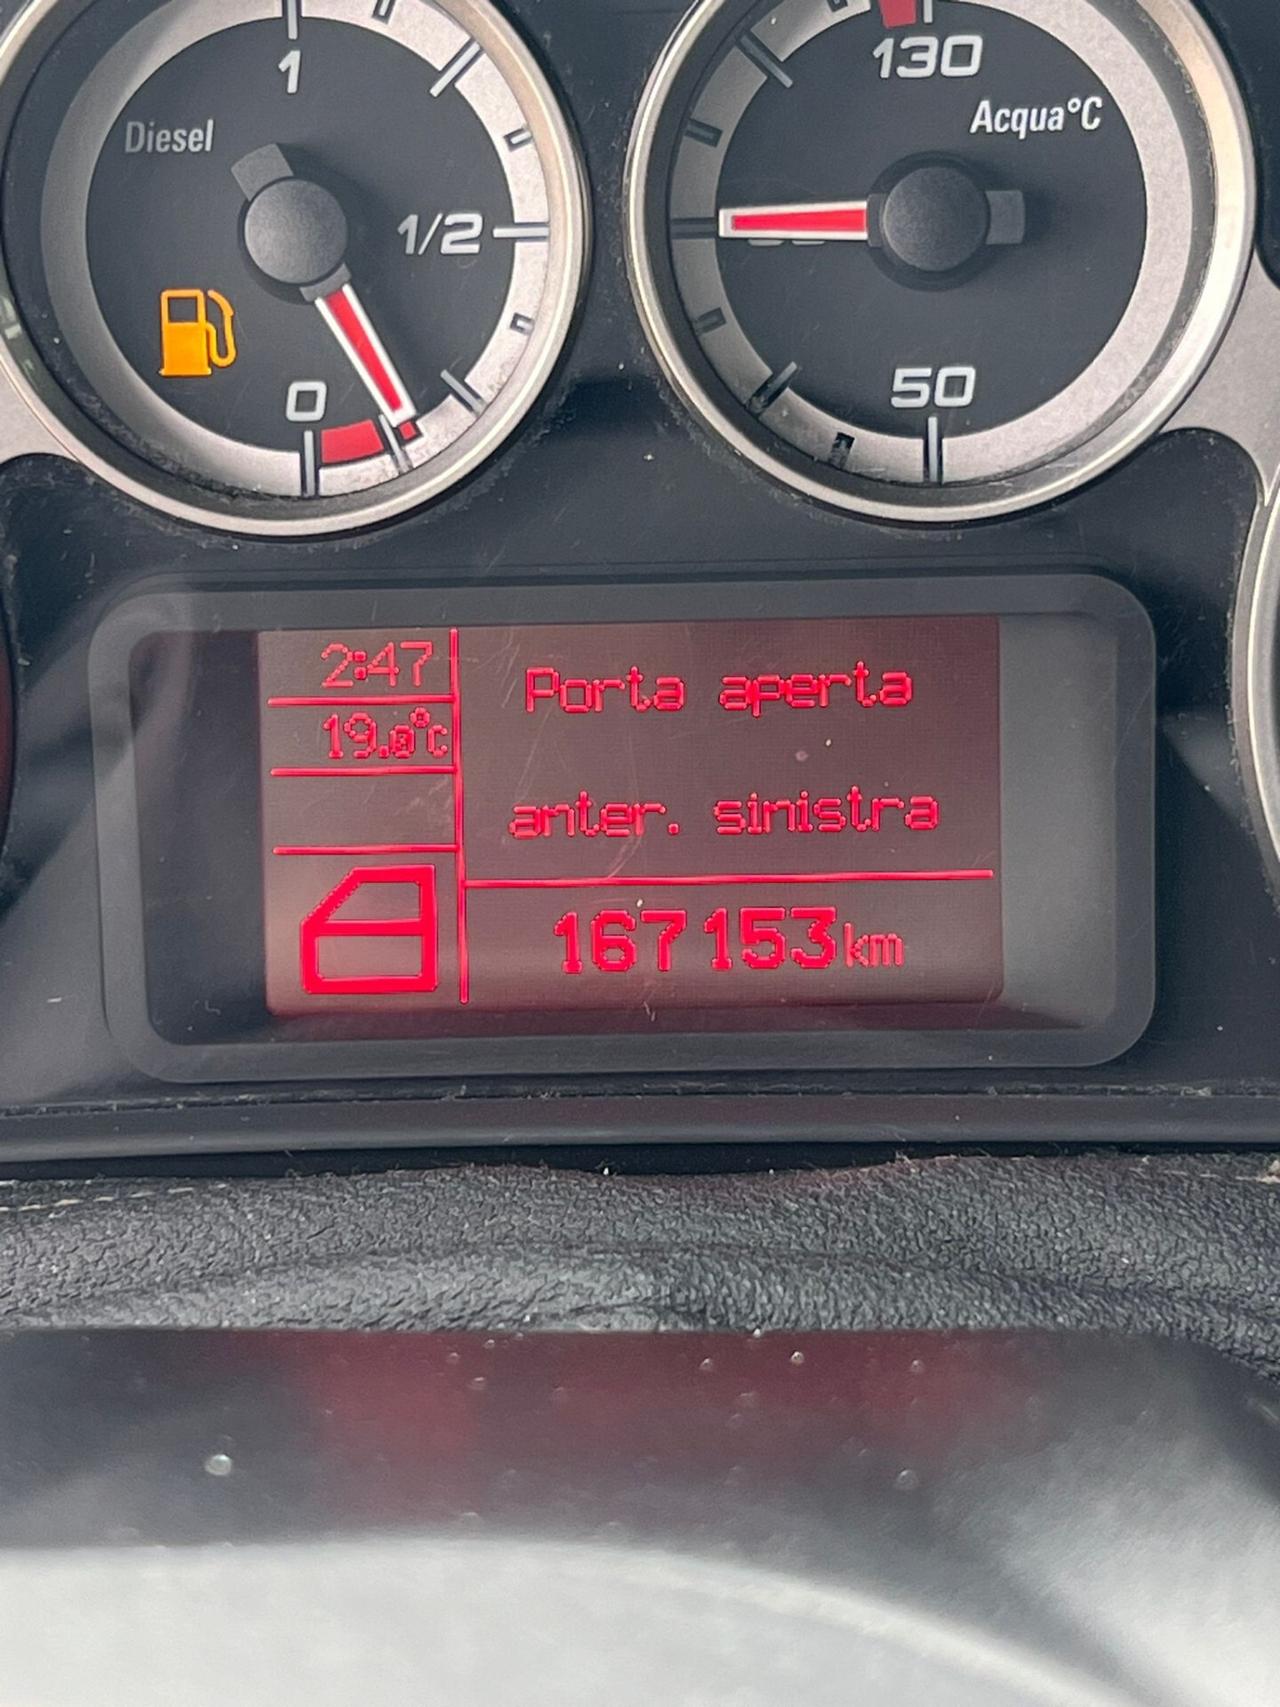 1
Diesel
1/2
0
130
Acqua°C
50
2:47
19.0°C
Porta aperta
anter. sinistra
167153km